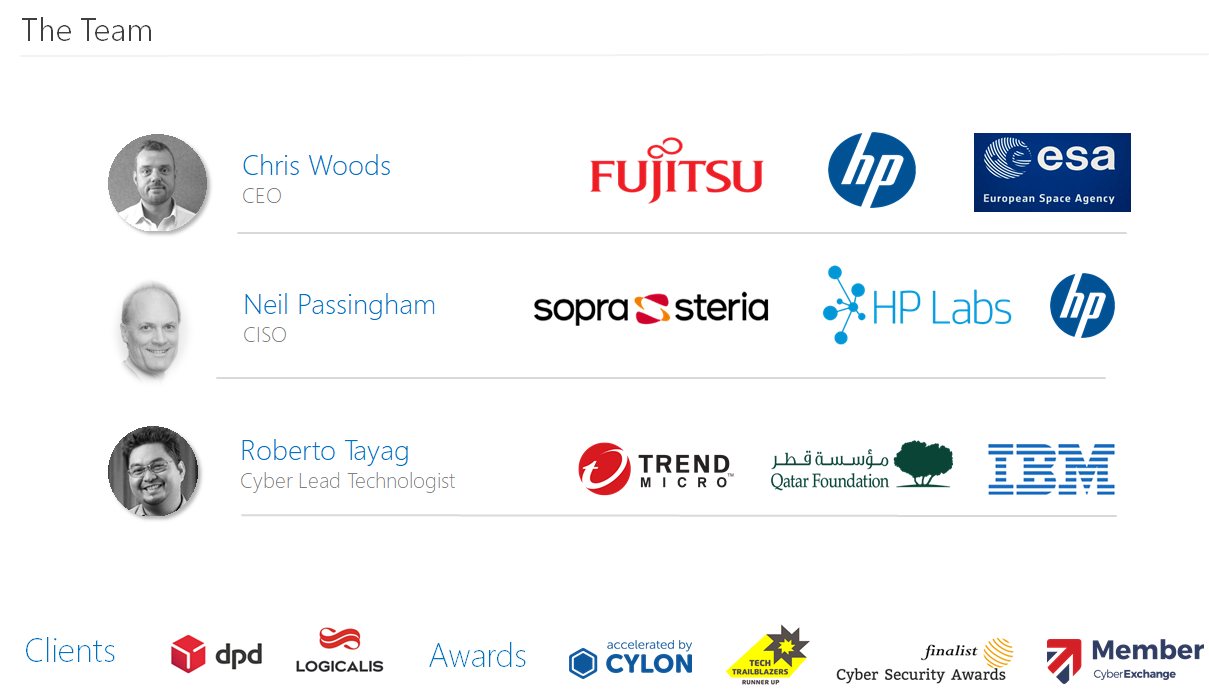 The Team
Chris Woods
CEO
FUJITSU
hp
esa
European Space Agency
Neil Passingham
CISO
sopra steria
HP Labs
hp
Roberto Tayag
Cyber Lead Technologist
TREND
MICRO™
مؤسسة قطر
Qatar Foundation
IBM
Clients
dpd
LOGICALIS
Awards
accelerated by
CYLON
TECH
TRAILBLAZERS
RUNNER UP
finalist
Cyber Security Awards
Member
CyberExchange